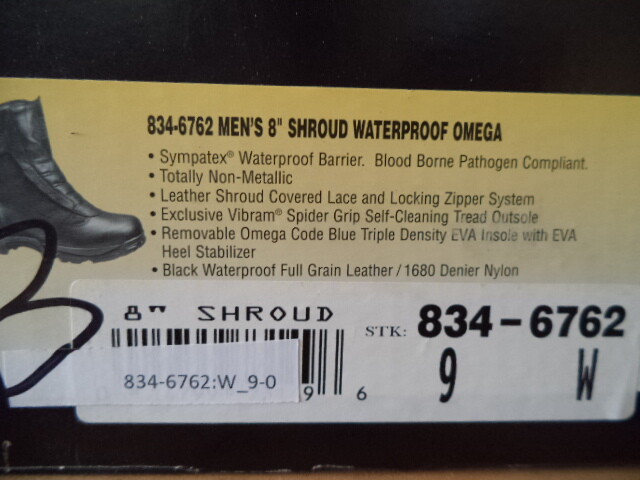 834-6762 MEN'S 8" SHROUD WATERPROOF OMEGA
• Sympatex® Waterproof Barrier. Blood Borne Pathogen Compliant.
• Totally Non-Metallic
• Leather Shroud Covered Lace and Locking Zipper System
• Exclusive Vibram® Spider Grip Self-Cleaning Tread Outsole
• Removable Omega Code Blue Triple Density EVA Insole with EVA
Heel Stabilizer
• Black Waterproof Full Grain Leather / 1680 Denier Nylon
8" SHROUD
STK: 834-6762
834-6762:W_9-0
9 6
9 W